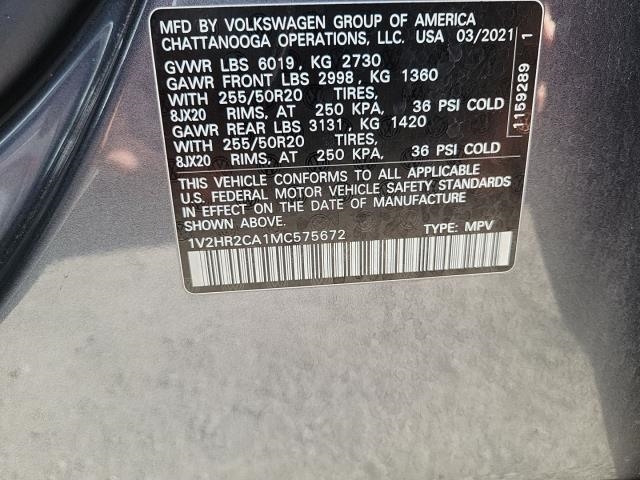 MFD BY VOLKSWAGEN GROUP OF AMERICA
CHATTANOOGA OPERATIONS, LLC. USA 03/2021
GVWR LBS 6019, KG 2730
GAWR FRONT LBS 2998, KG 1360
WITH 255/50R20 TIRES,
8JX20 RIMS, AT 250 KPA, 36 PSI COLD
GAWR REAR LBS 3131, KG 1420
WITH 255/50R20 TIRES,
8JX20 RIMS, AT 250 KPA, 36 PSI COLD
THIS VEHICLE CONFORMS TO ALL APPLICABLE
U.S. FEDERAL MOTOR VEHICLE SAFETY STANDARDS
IN EFFECT ON THE DATE OF MANUFACTURE
SHOWN ABOVE.
1V2HR2CA1MC575672 TYPE: MPV
1159289 1